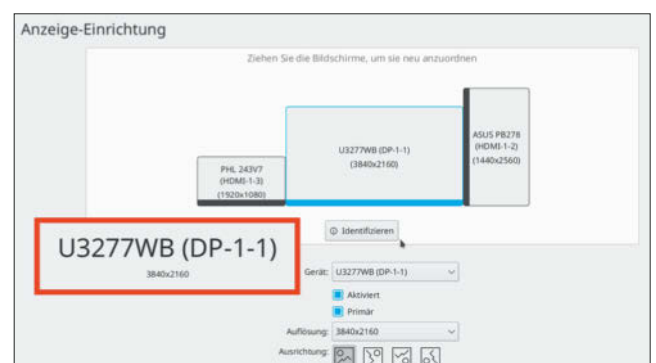 Anzeige-Einrichtung
Ziehen Sie die Bildschirme, um sie neu anzuordnen
PHL 243V7
(HDMI-1-3)
(1920x1080)
U3277WB (DP-1-1)
(3840x2160)
ASUS PB278
(HDMI-1-2)
(1440x2560)
Identifizieren
U3277WB (DP-1-1)
3840x2160
Gerät: U3277WB (DP-1-1)
Aktiviert
Primär
Auflösung: 3840x2160
Ausrichtung: